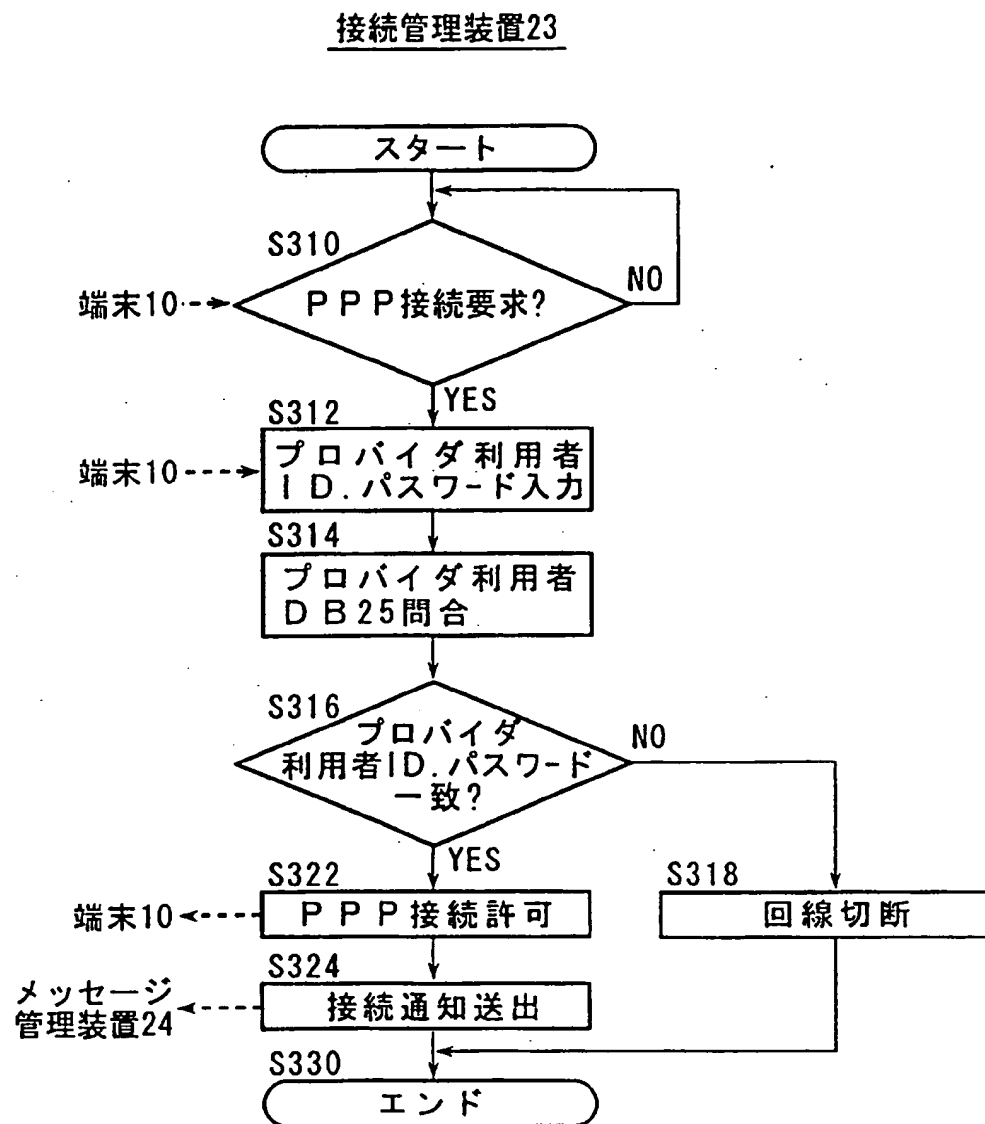 接続管理装置23
スタート
S310
NO
端末10
PPP接続要求?
YES
S312
端末10
プロバイダ利用者
ID.パスワード入力
S314
プロバイダ利用者
DB25問合
S316
プロバイダ
利用者ID.パスワード
一致?
NO
YES
S322
端末10
PPP接続許可
S318
回線切断
S324
メッセージ
管理装置24
接続通知送出
S330
エンド